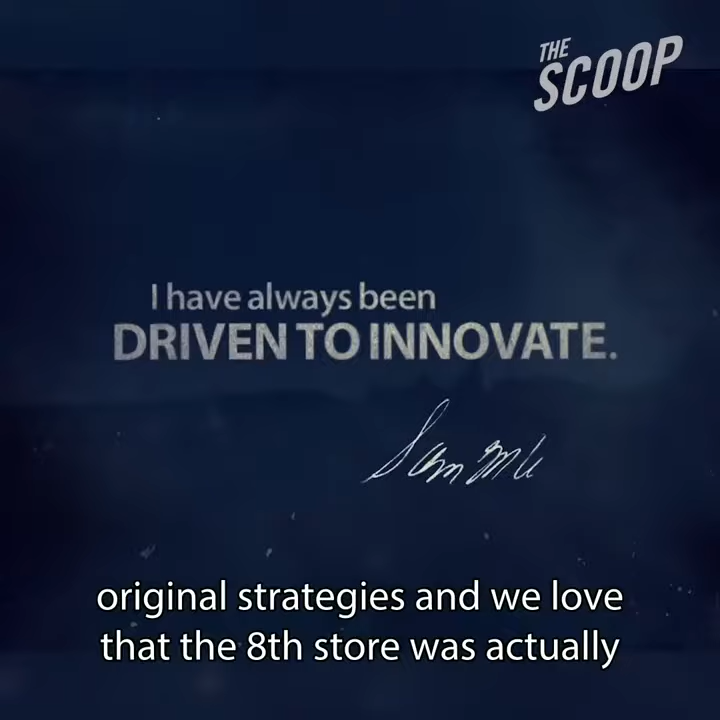 THE
SCOOP
I have always been
DRIVEN TO INNOVATE.
Sam
original strategies and we love
that the 8th store was actually